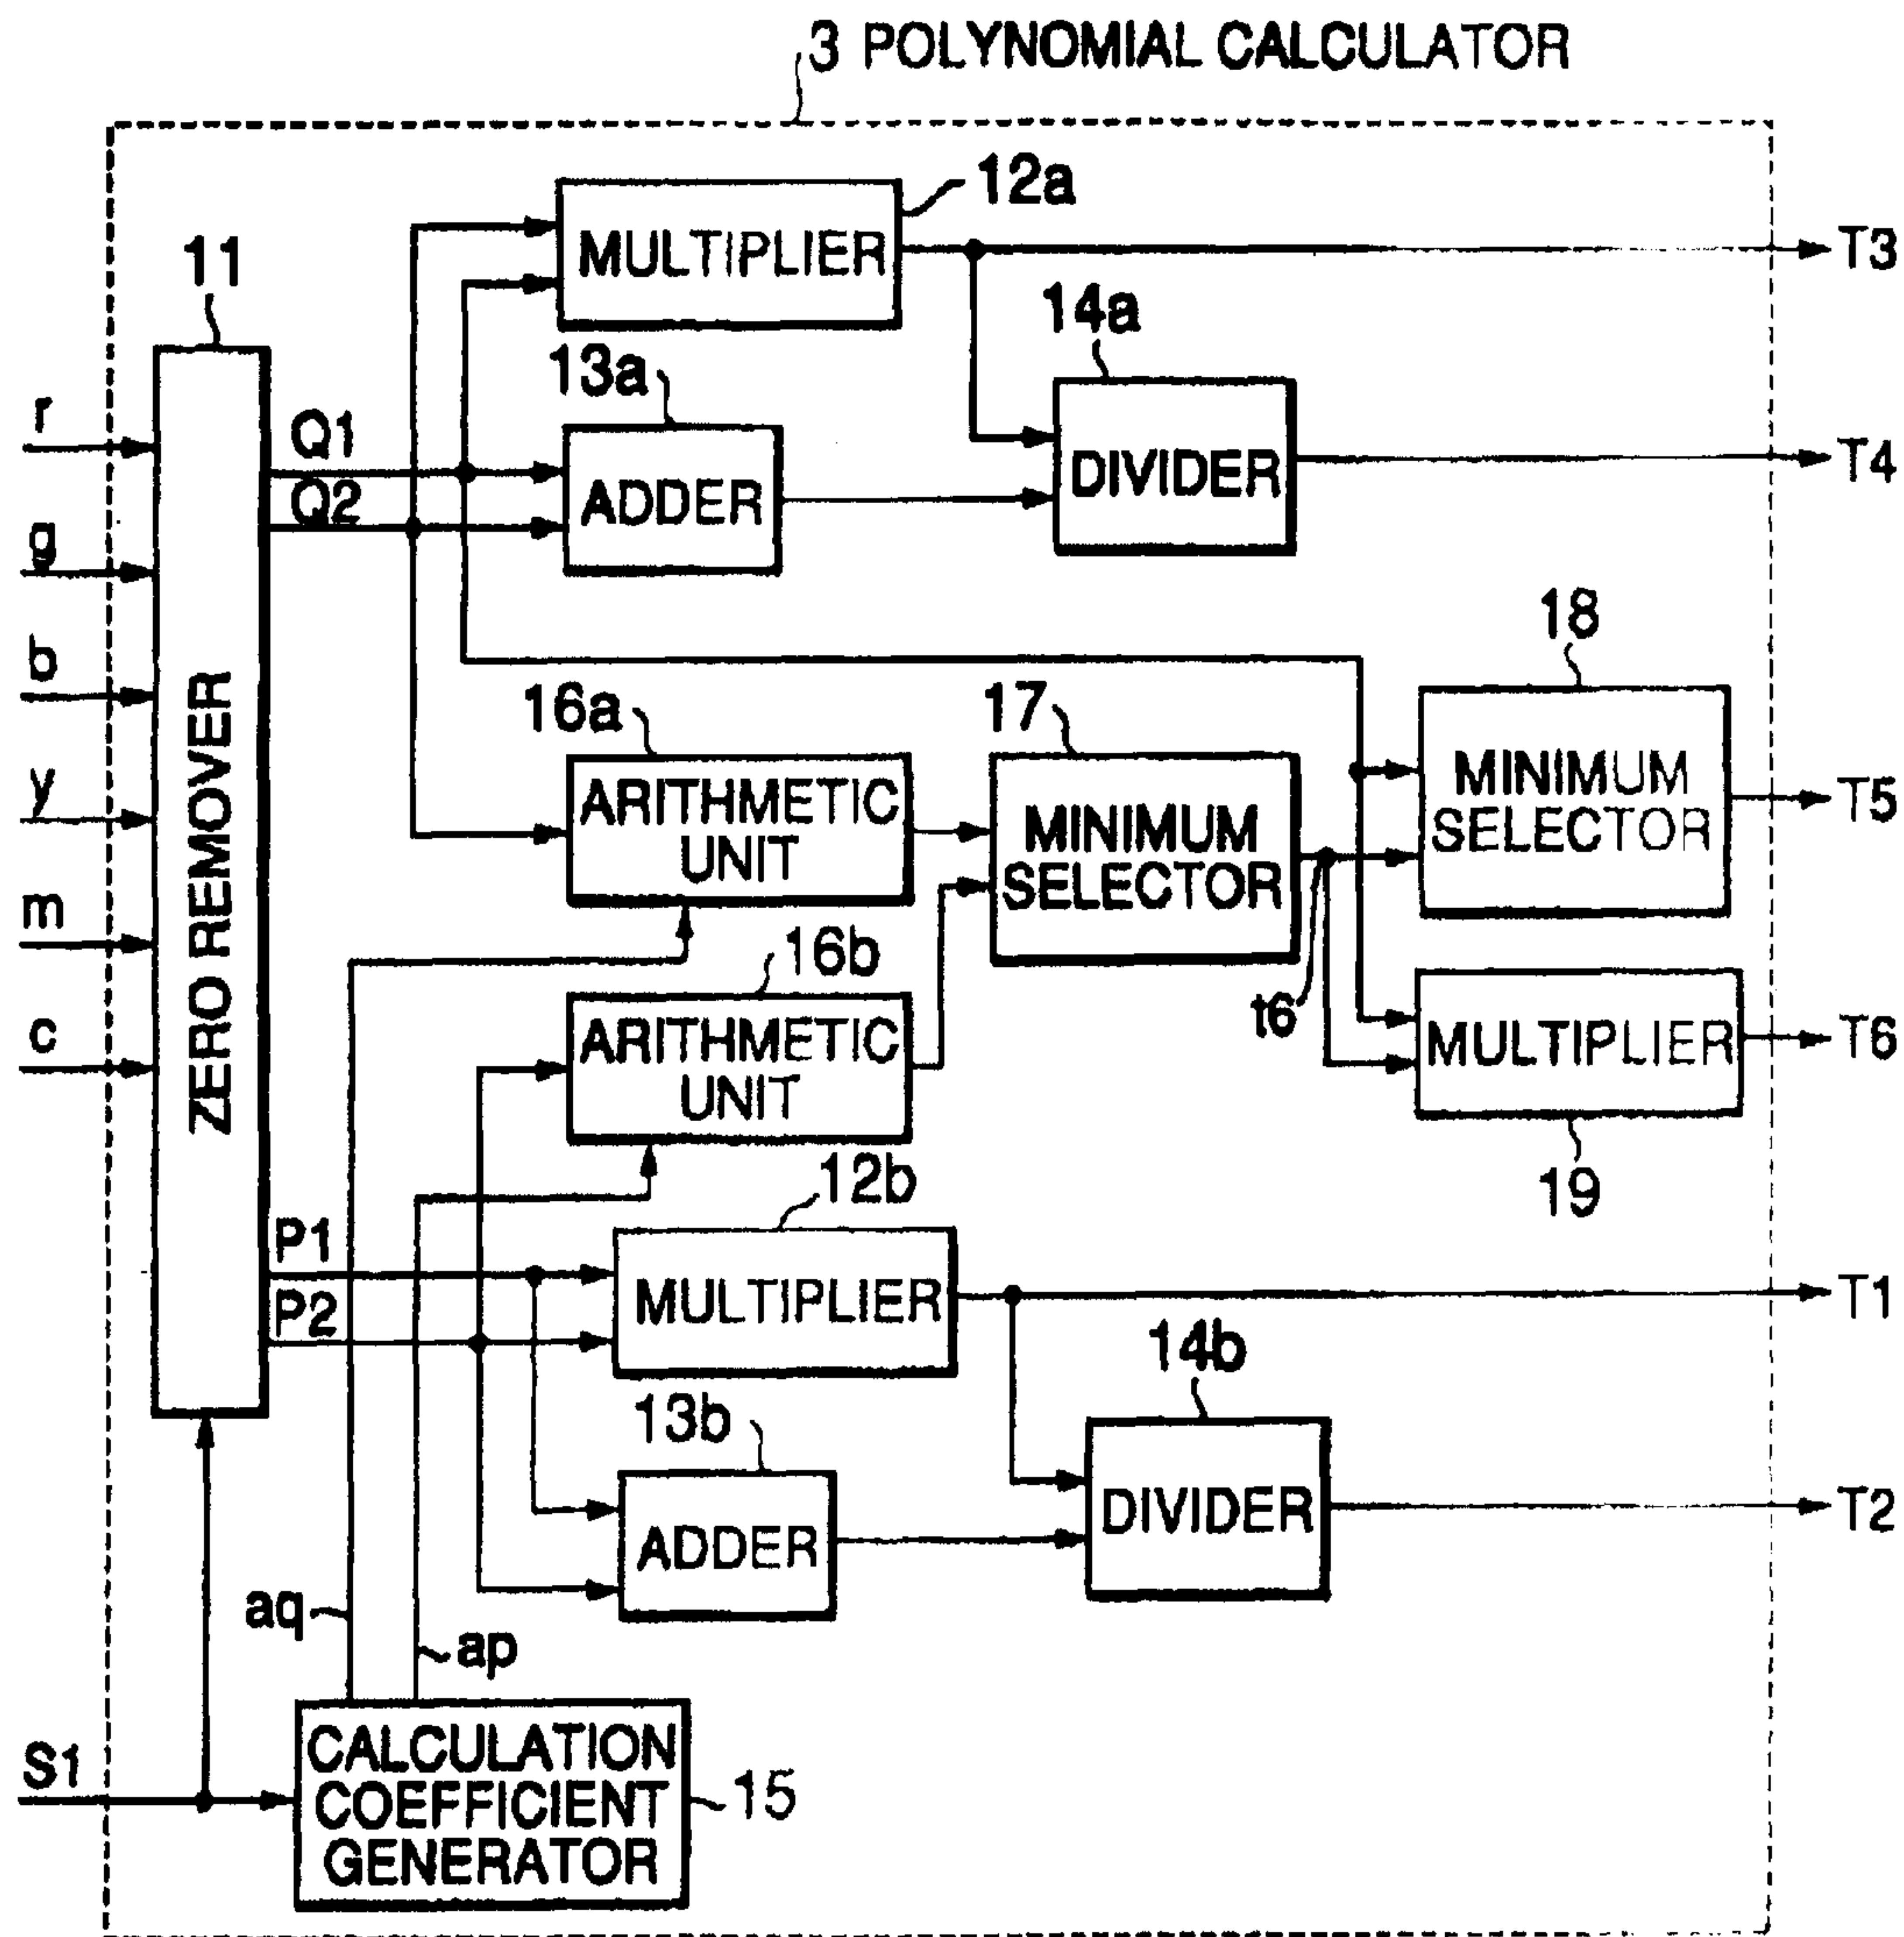 3 POLYNOMIAL CALCULATOR
12a
MULTIPLIER
T3
11
14a
13a
r
Q1
DIVIDER
T4
Q2
ADDER
g
18
b
16a
17
ZERO REMOVER
MINIMUM
SELECTOR
T5
y
ARITHMETIC
UNIT
MINIMUM
SELECTOR
m
16b
t6
c
ARITHMETIC
UNIT
MULTIPLIER
T6
12b
19
P1
MULTIPLIER
T1
P2
14b
13b
DIVIDER
T2
ADDER
aq
ap
S1
CALCULATION
COEFFICIENT
GENERATOR
15